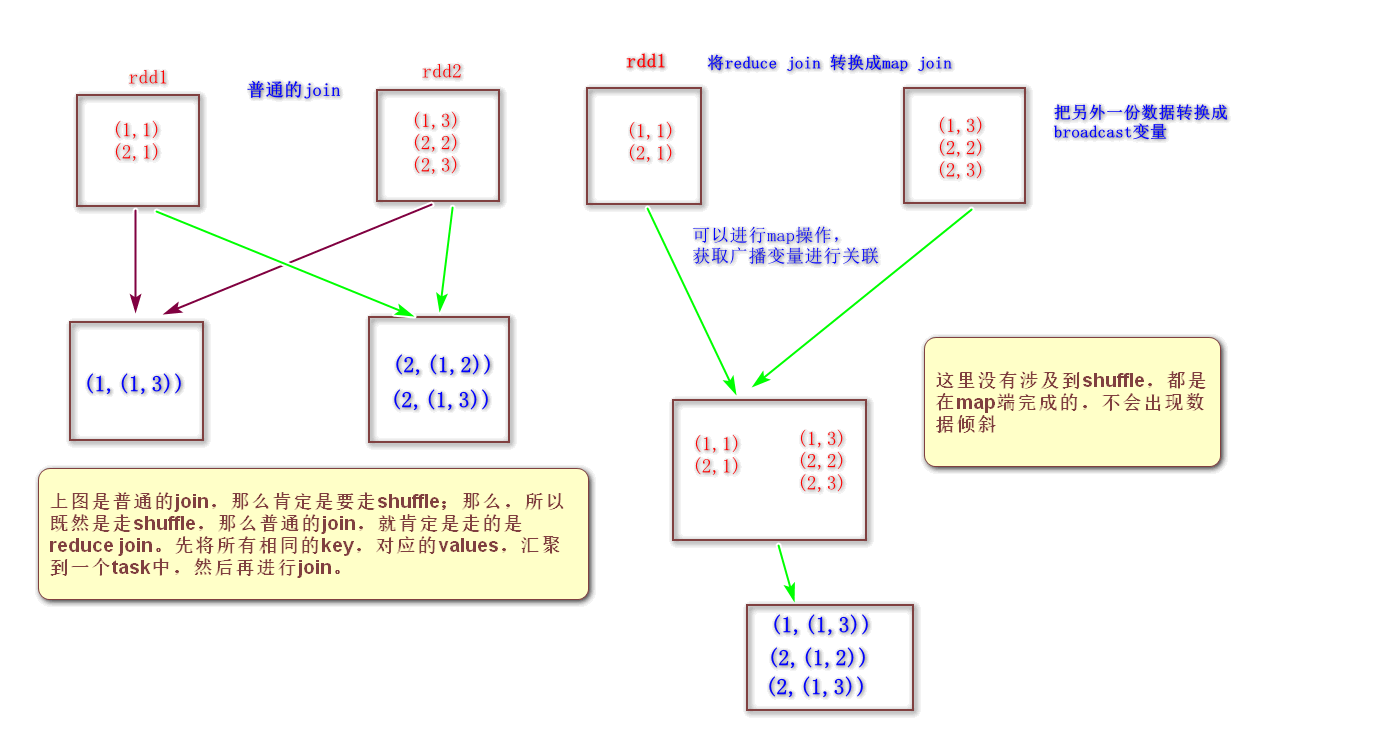 rdd1
普通的join
rdd2
(1,1)
(2,1)
(1,3)
(2,2)
(2,3)
(1,(1,3))
(2,(1,2))
(2,(1,3))
上图是普通的join，那么肯定是要走shuffle；那么，所以
既然是走shuffle，那么普通的join，就肯定是走的是
reduce join。先将所有相同的key，对应的values，汇聚
到一个task中，然后再进行join。
rdd1
将reduce join 转换成map join
(1,1)
(2,1)
(1,3)
(2,2)
(2,3)
把另外一份数据转换成
broadcast变量
可以进行map操作，
获取广播变量进行关联
(1,1)
(2,1)
(1,3)
(2,2)
(2,3)
这里没有涉及到shuffle，都是
在map端完成的，不会出现数
据倾斜
(1,(1,3))
(2,(1,2))
(2,(1,3))